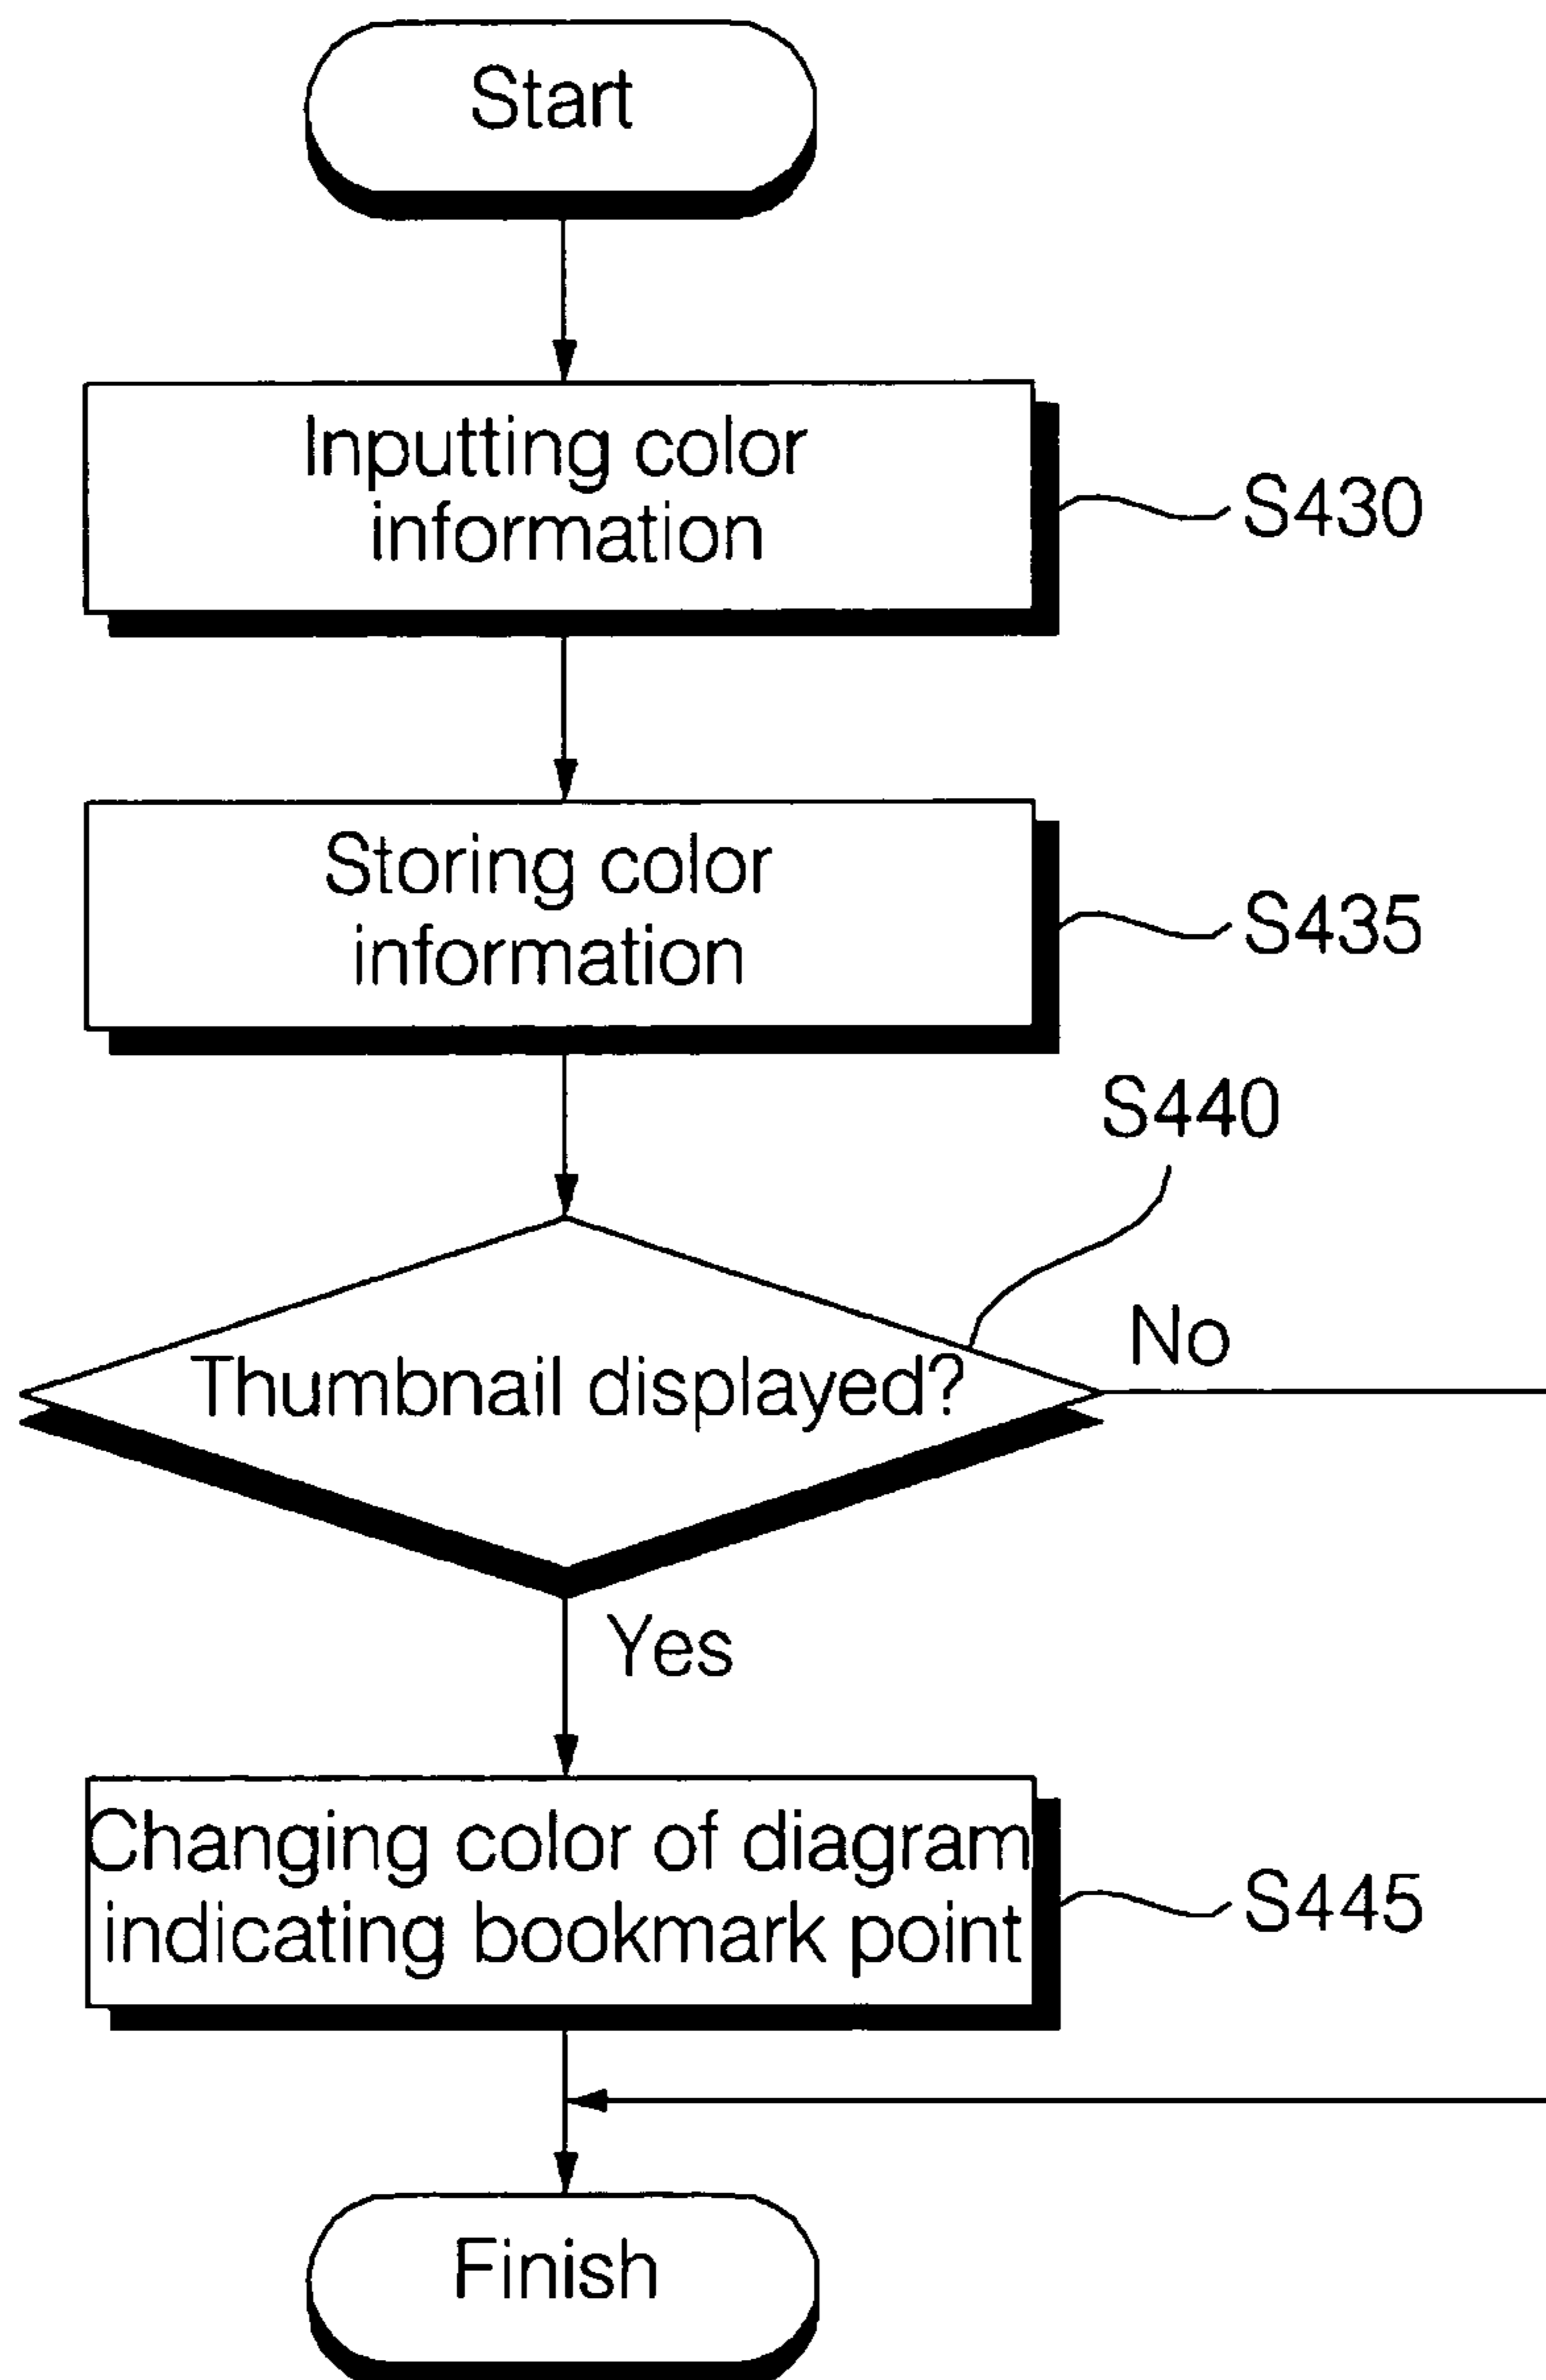 Start
Inputting color
information
S430
Storing color
information
S435
S440
Thumbnail displayed?
No
Yes
Changing color of diagram
indicating bookmark point
S445
Finish